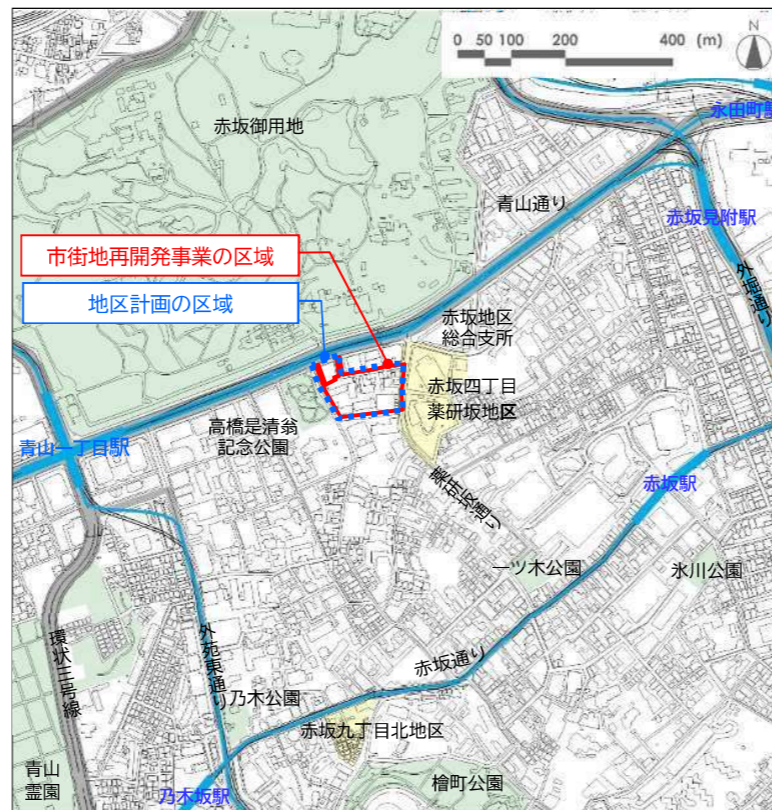 N
0 50 100 200 400 (m)
赤坂御用地
永田町駅
青山通り
赤坂見附駅
外堀通り
市街地再開発事業の区域
地区計画の区域
赤坂地区
総合支所
赤坂四丁目
薬研坂地区
高橋是清翁
記念公園
青山一丁目駅
薬研坂通り
赤坂駅
一ツ木公園
氷川公園
環状三号線
外苑東通り
赤坂通り
乃木公園
赤坂九丁目北地区
青山
霊園
乃木坂駅
檜町公園